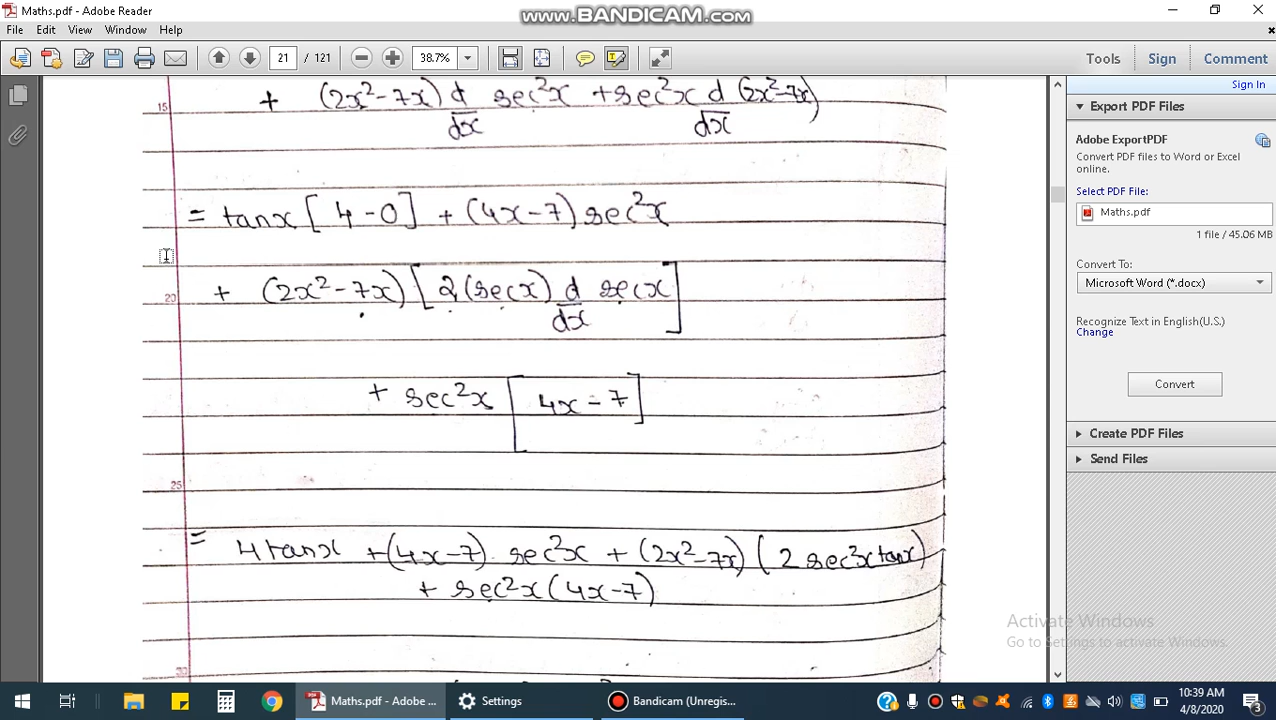 Maths.pdf - Adobe Reader
www.BANDICAM.com
File Edit View Window Help
21 / 121 38.7% Tools Sign Comment
Sign In
+ (2x²-7x) d/dx sec²x + sec²x d/dx (2x²-7x)
15
= tanx [4-0] + (4x-7) sec²x
20
+ (2x²-7x) [2(secx) d/dx secx]
+ sec²x [4x-7]
25
= 4tanx + (4x-7). sec²x + (2x²-7x) (2 sec²x tanx)
+ sec²x (4x-7)
30
Export PDF Files
Adobe ExportPDF
Convert PDF files to Word or Excel
online.
Select PDF File:
Maths.pdf
1 file / 45.06 MB
Convert To:
Microsoft Word (*.docx)
Recognize Text in English(U.S.)
Change
Convert
Create PDF Files
Send Files
Activate Windows
Go to Settings to activate Windows.
Maths.pdf - Adobe ... Settings Bandicam (Unregis... 10:39 AM
4/8/2020